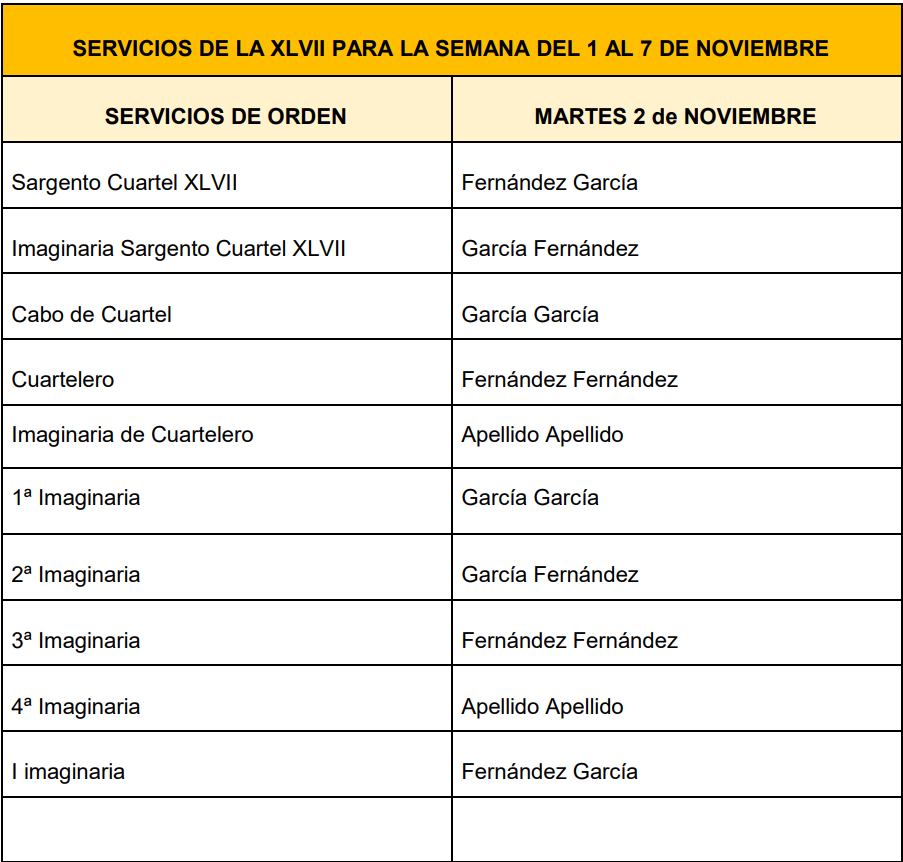 SERVICIOS DE LA XLVII PARA LA SEMANA DEL 1 AL 7 DE NOVIEMBRE
SERVICIOS DE ORDEN MARTES 2 de NOVIEMBRE
Sargento Cuartel XLVII Fernández García
Imaginaria Sargento Cuartel XLVII García Fernández
Cabo de Cuartel García García
Cuartelero Fernández Fernández
Imaginaria de Cuartelero Apellido Apellido
1ª Imaginaria García García
2ª Imaginaria García Fernández
3ª Imaginaria Fernández Fernández
4ª Imaginaria Apellido Apellido
I imaginaria Fernández García